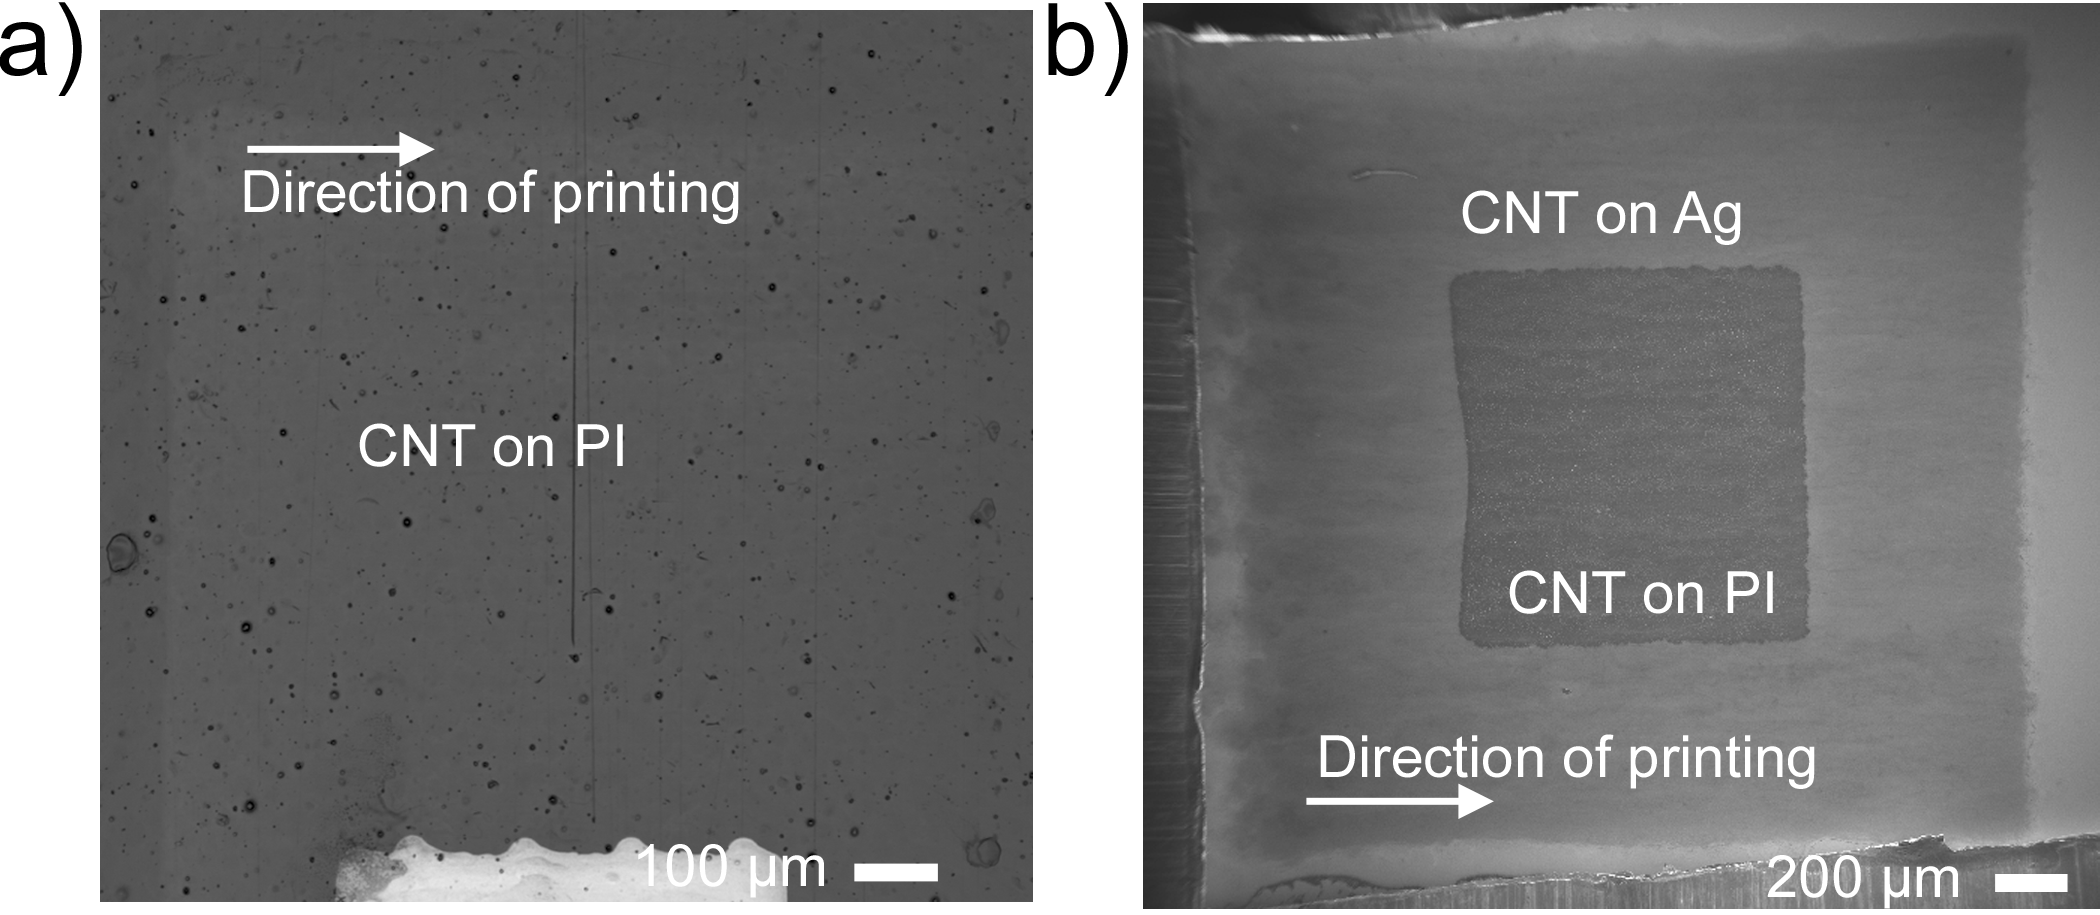 a)
Direction of printing
CNT on PI
100 µm
b)
CNT on Ag
CNT on PI
Direction of printing
200 µm